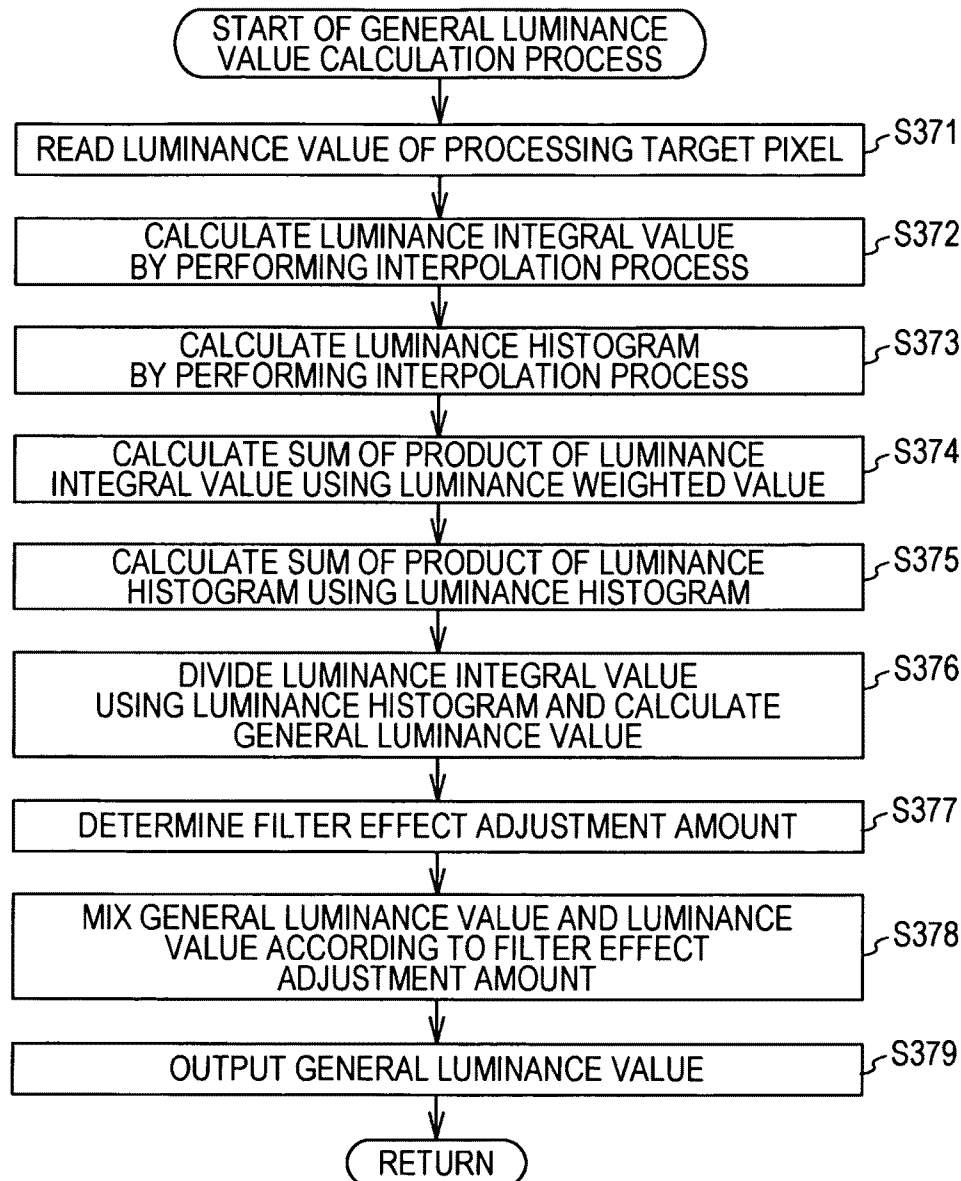 START OF GENERAL LUMINANCE
VALUE CALCULATION PROCESS
READ LUMINANCE VALUE OF PROCESSING TARGET PIXEL
S371
CALCULATE LUMINANCE INTEGRAL VALUE
BY PERFORMING INTERPOLATION PROCESS
S372
CALCULATE LUMINANCE HISTOGRAM
BY PERFORMING INTERPOLATION PROCESS
S373
CALCULATE SUM OF PRODUCT OF LUMINANCE
INTEGRAL VALUE USING LUMINANCE WEIGHTED VALUE
S374
CALCULATE SUM OF PRODUCT OF LUMINANCE
HISTOGRAM USING LUMINANCE HISTOGRAM
S375
DIVIDE LUMINANCE INTEGRAL VALUE
USING LUMINANCE HISTOGRAM AND CALCULATE
GENERAL LUMINANCE VALUE
S376
DETERMINE FILTER EFFECT ADJUSTMENT AMOUNT
S377
MIX GENERAL LUMINANCE VALUE AND LUMINANCE
VALUE ACCORDING TO FILTER EFFECT
ADJUSTMENT AMOUNT
S378
OUTPUT GENERAL LUMINANCE VALUE
S379
RETURN